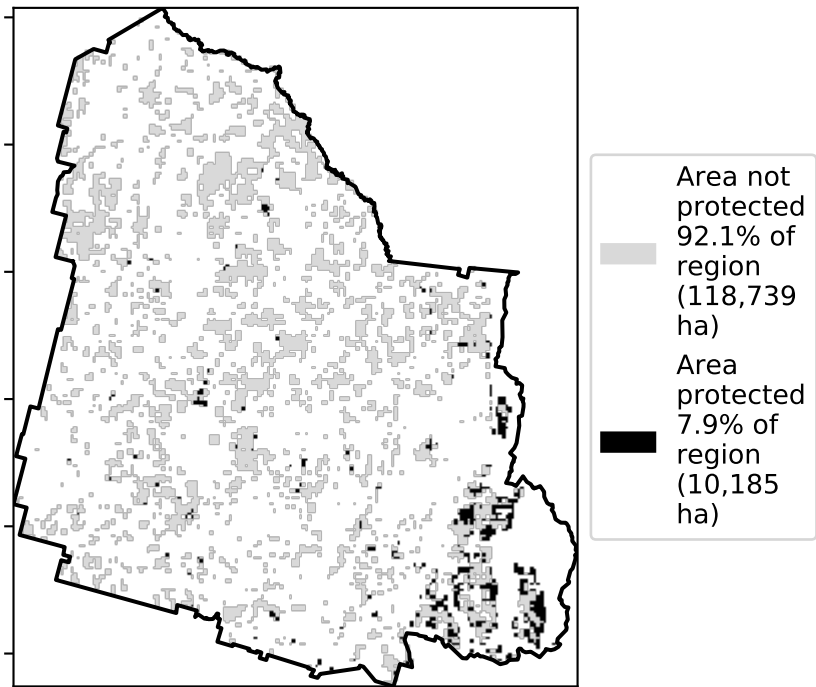 Area not
protected
92.1% of
region
(118,739
ha)
Area
protected
7.9% of
region
(10,185
ha)